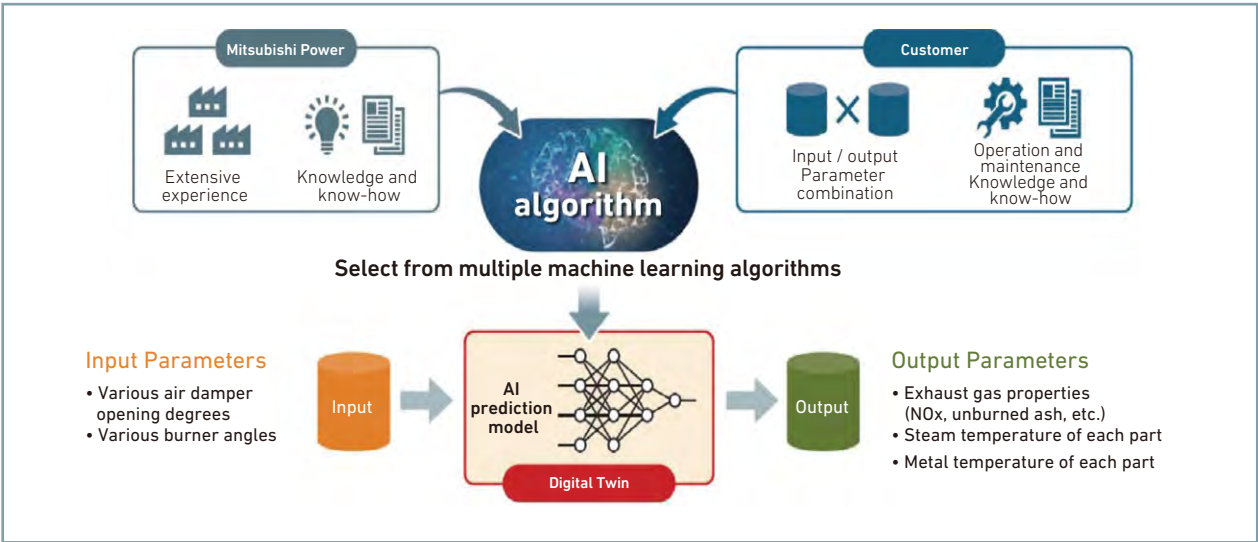 Mitsubishi Power
Extensive
experience
Knowledge and
know-how
Customer
Input / output
Parameter
combination
Operation and
maintenance
Knowledge and
know-how
AI
algorithm
Select from multiple machine learning algorithms
Input Parameters
• Various air damper
opening degrees
• Various burner angles
Input
AI
prediction
model
Digital Twin
Output
Output Parameters
• Exhaust gas properties
(NOx, unburned ash, etc.)
• Steam temperature of each part
• Metal temperature of each part